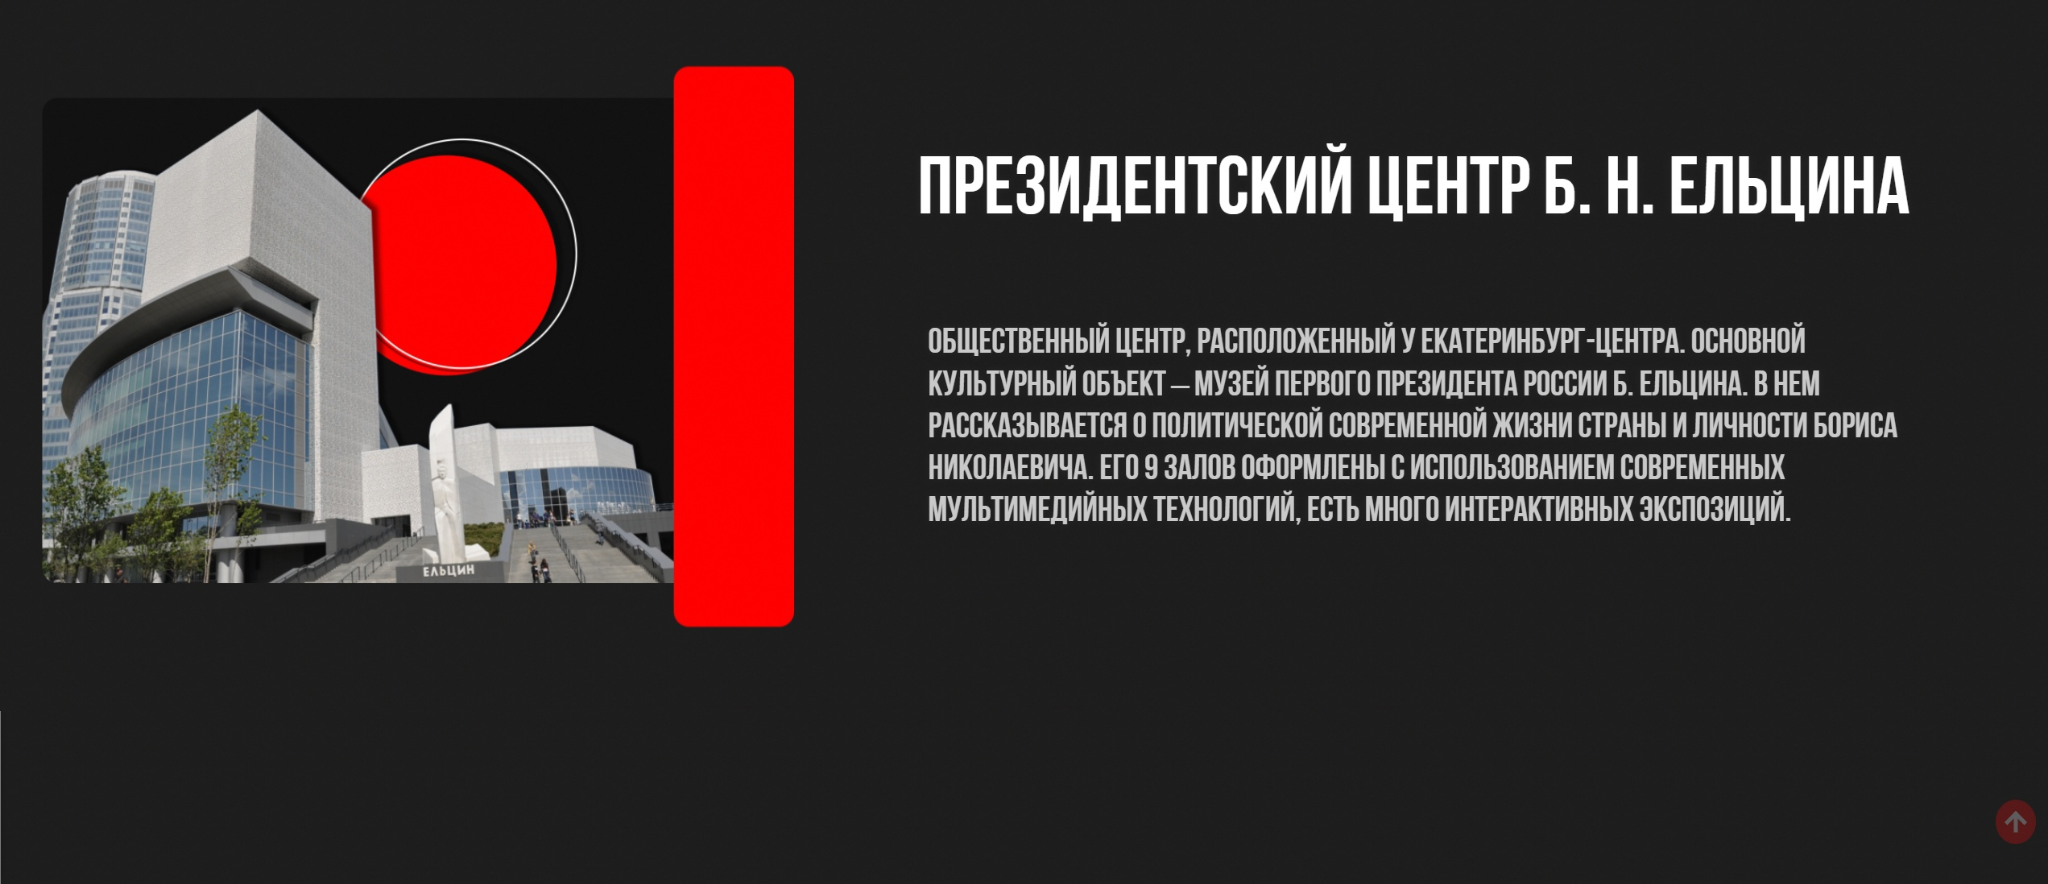 ПРЕЗИДЕНТСКИЙ ЦЕНТР Б. Н. ЕЛЬЦИНА
ОБЩЕСТВЕННЫЙ ЦЕНТР, РАСПОЛОЖЕННЫЙ У ЕКАТЕРИНБУРГ-ЦЕНТРА. ОСНОВНОЙ
КУЛЬТУРНЫЙ ОБЪЕКТ — МУЗЕЙ ПЕРВОГО ПРЕЗИДЕНТА РОССИИ Б. ЕЛЬЦИНА. В НЕМ
РАССКАЗЫВАЕТСЯ О ПОЛИТИЧЕСКОЙ СОВРЕМЕННОЙ ЖИЗНИ СТРАНЫ И ЛИЧНОСТИ БОРИСА
НИКОЛАЕВИЧА. ЕГО 9 ЗАЛОВ ОФОРМЛЕНЫ С ИСПОЛЬЗОВАНИЕМ СОВРЕМЕННЫХ
МУЛЬТИМЕДИЙНЫХ ТЕХНОЛОГИЙ, ЕСТЬ МНОГО ИНТЕРАКТИВНЫХ ЭКСПОЗИЦИЙ.
ЕЛЬЦИН